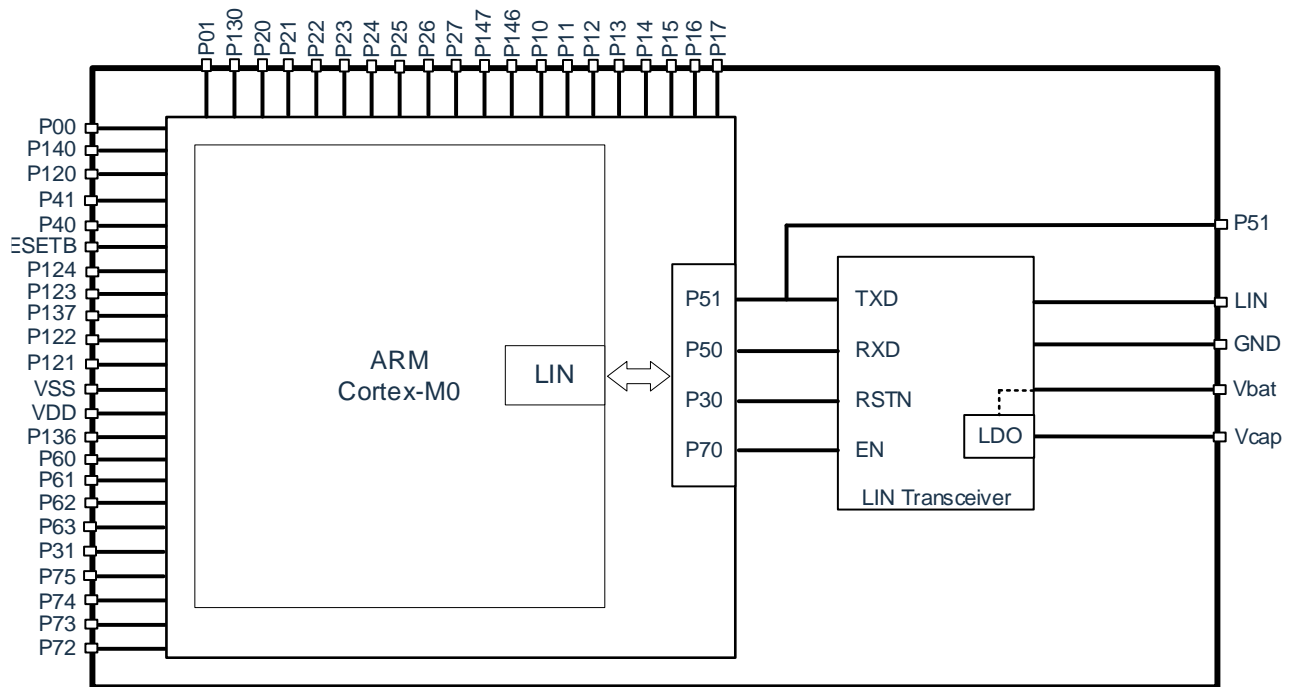 P01
P130
P20
P21
P22
P23
P24
P25
P26
P27
P147
P146
P10
P11
P12
P13
P14
P15
P16
P17
P00
P140
P120
P41
P40
ESETB
P124
P123
P137
P122
P121
VSS
VDD
P136
P60
P61
P62
P63
P31
P75
P74
P73
P72
ARM
Cortex-M0
LIN
P51
P50
P30
P70
TXD
RXD
RSTN
EN
LDO
LIN Transceiver
P51
LIN
GND
Vbat
Vcap